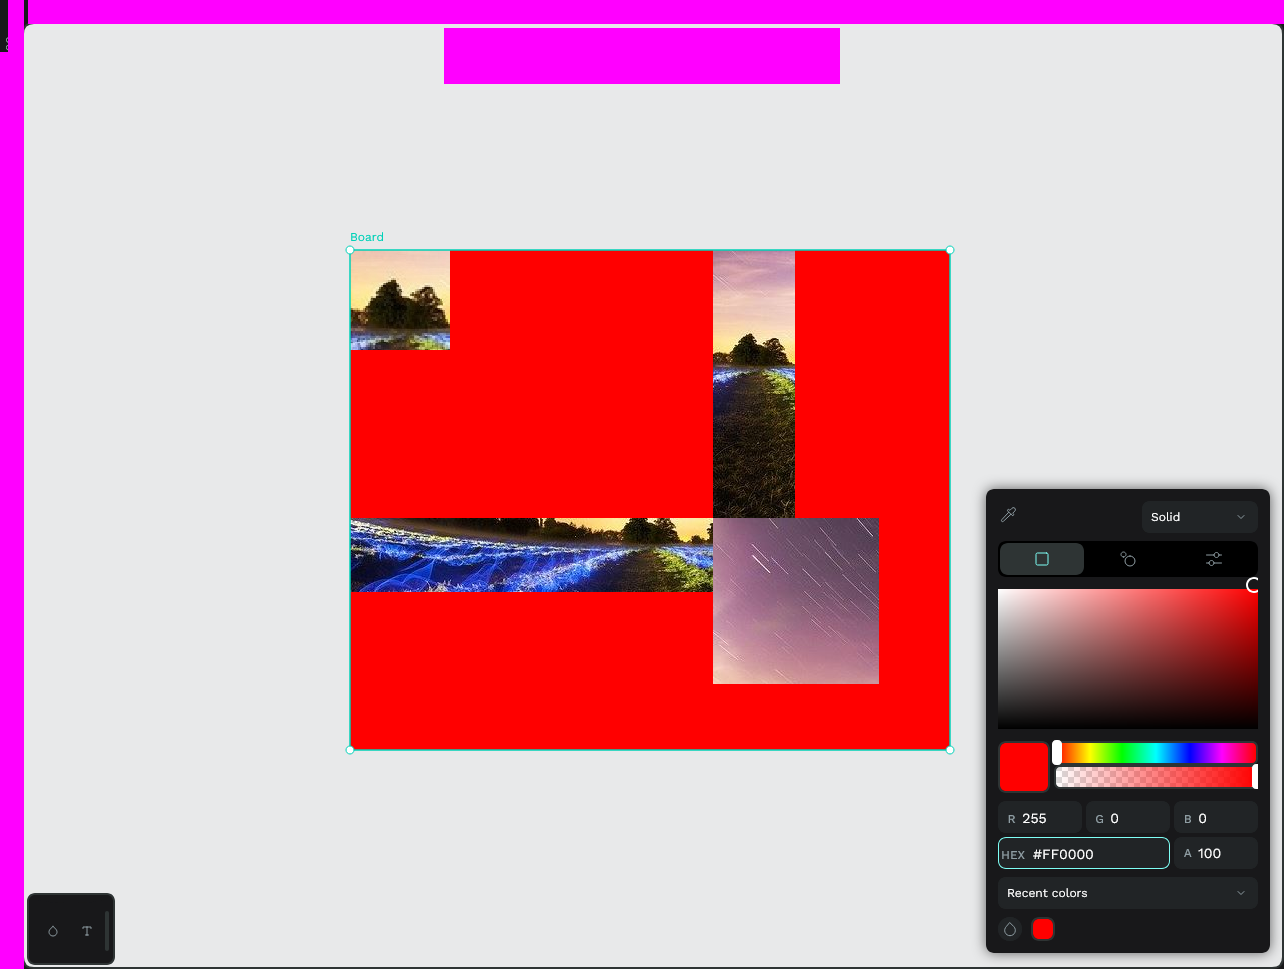 Board
Solid
R 255
G 0
B 0
HEX #FF0000
A 100
Recent colors
T